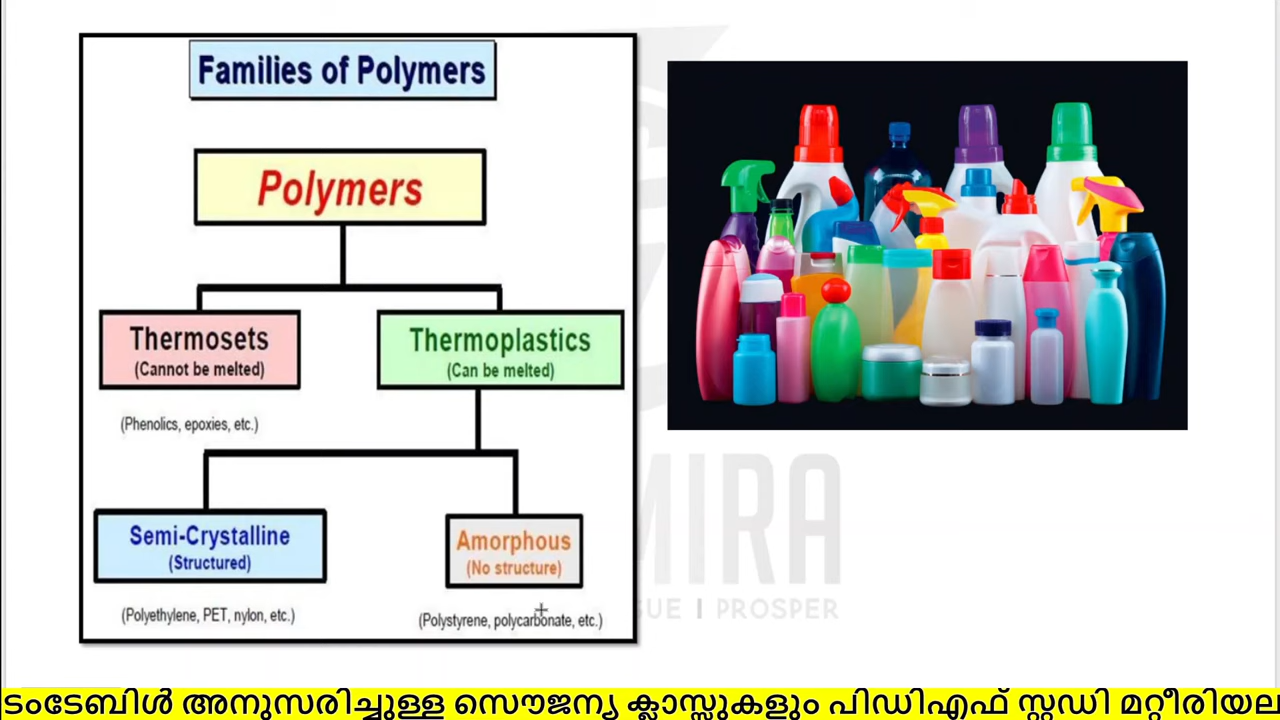 Families of Polymers
Polymers
Thermosets
(Cannot be melted)
Thermoplastics
(Can be melted)
(Phenolics, epoxies, etc.)
Semi-Crystalline
(Structured)
Amorphous
(No structure)
(Polyethylene, PET, nylon, etc.)
(Polystyrene, polycarbonate, etc.)
MIRA
SUE | PROSPER
ടംടേബിൾ അനുസരിച്ചുള്ള സൌജന്യ ക്ലാസ്സുകളും പിഡിഎഫ് സ്റ്റഡി മറ്റീരിയല